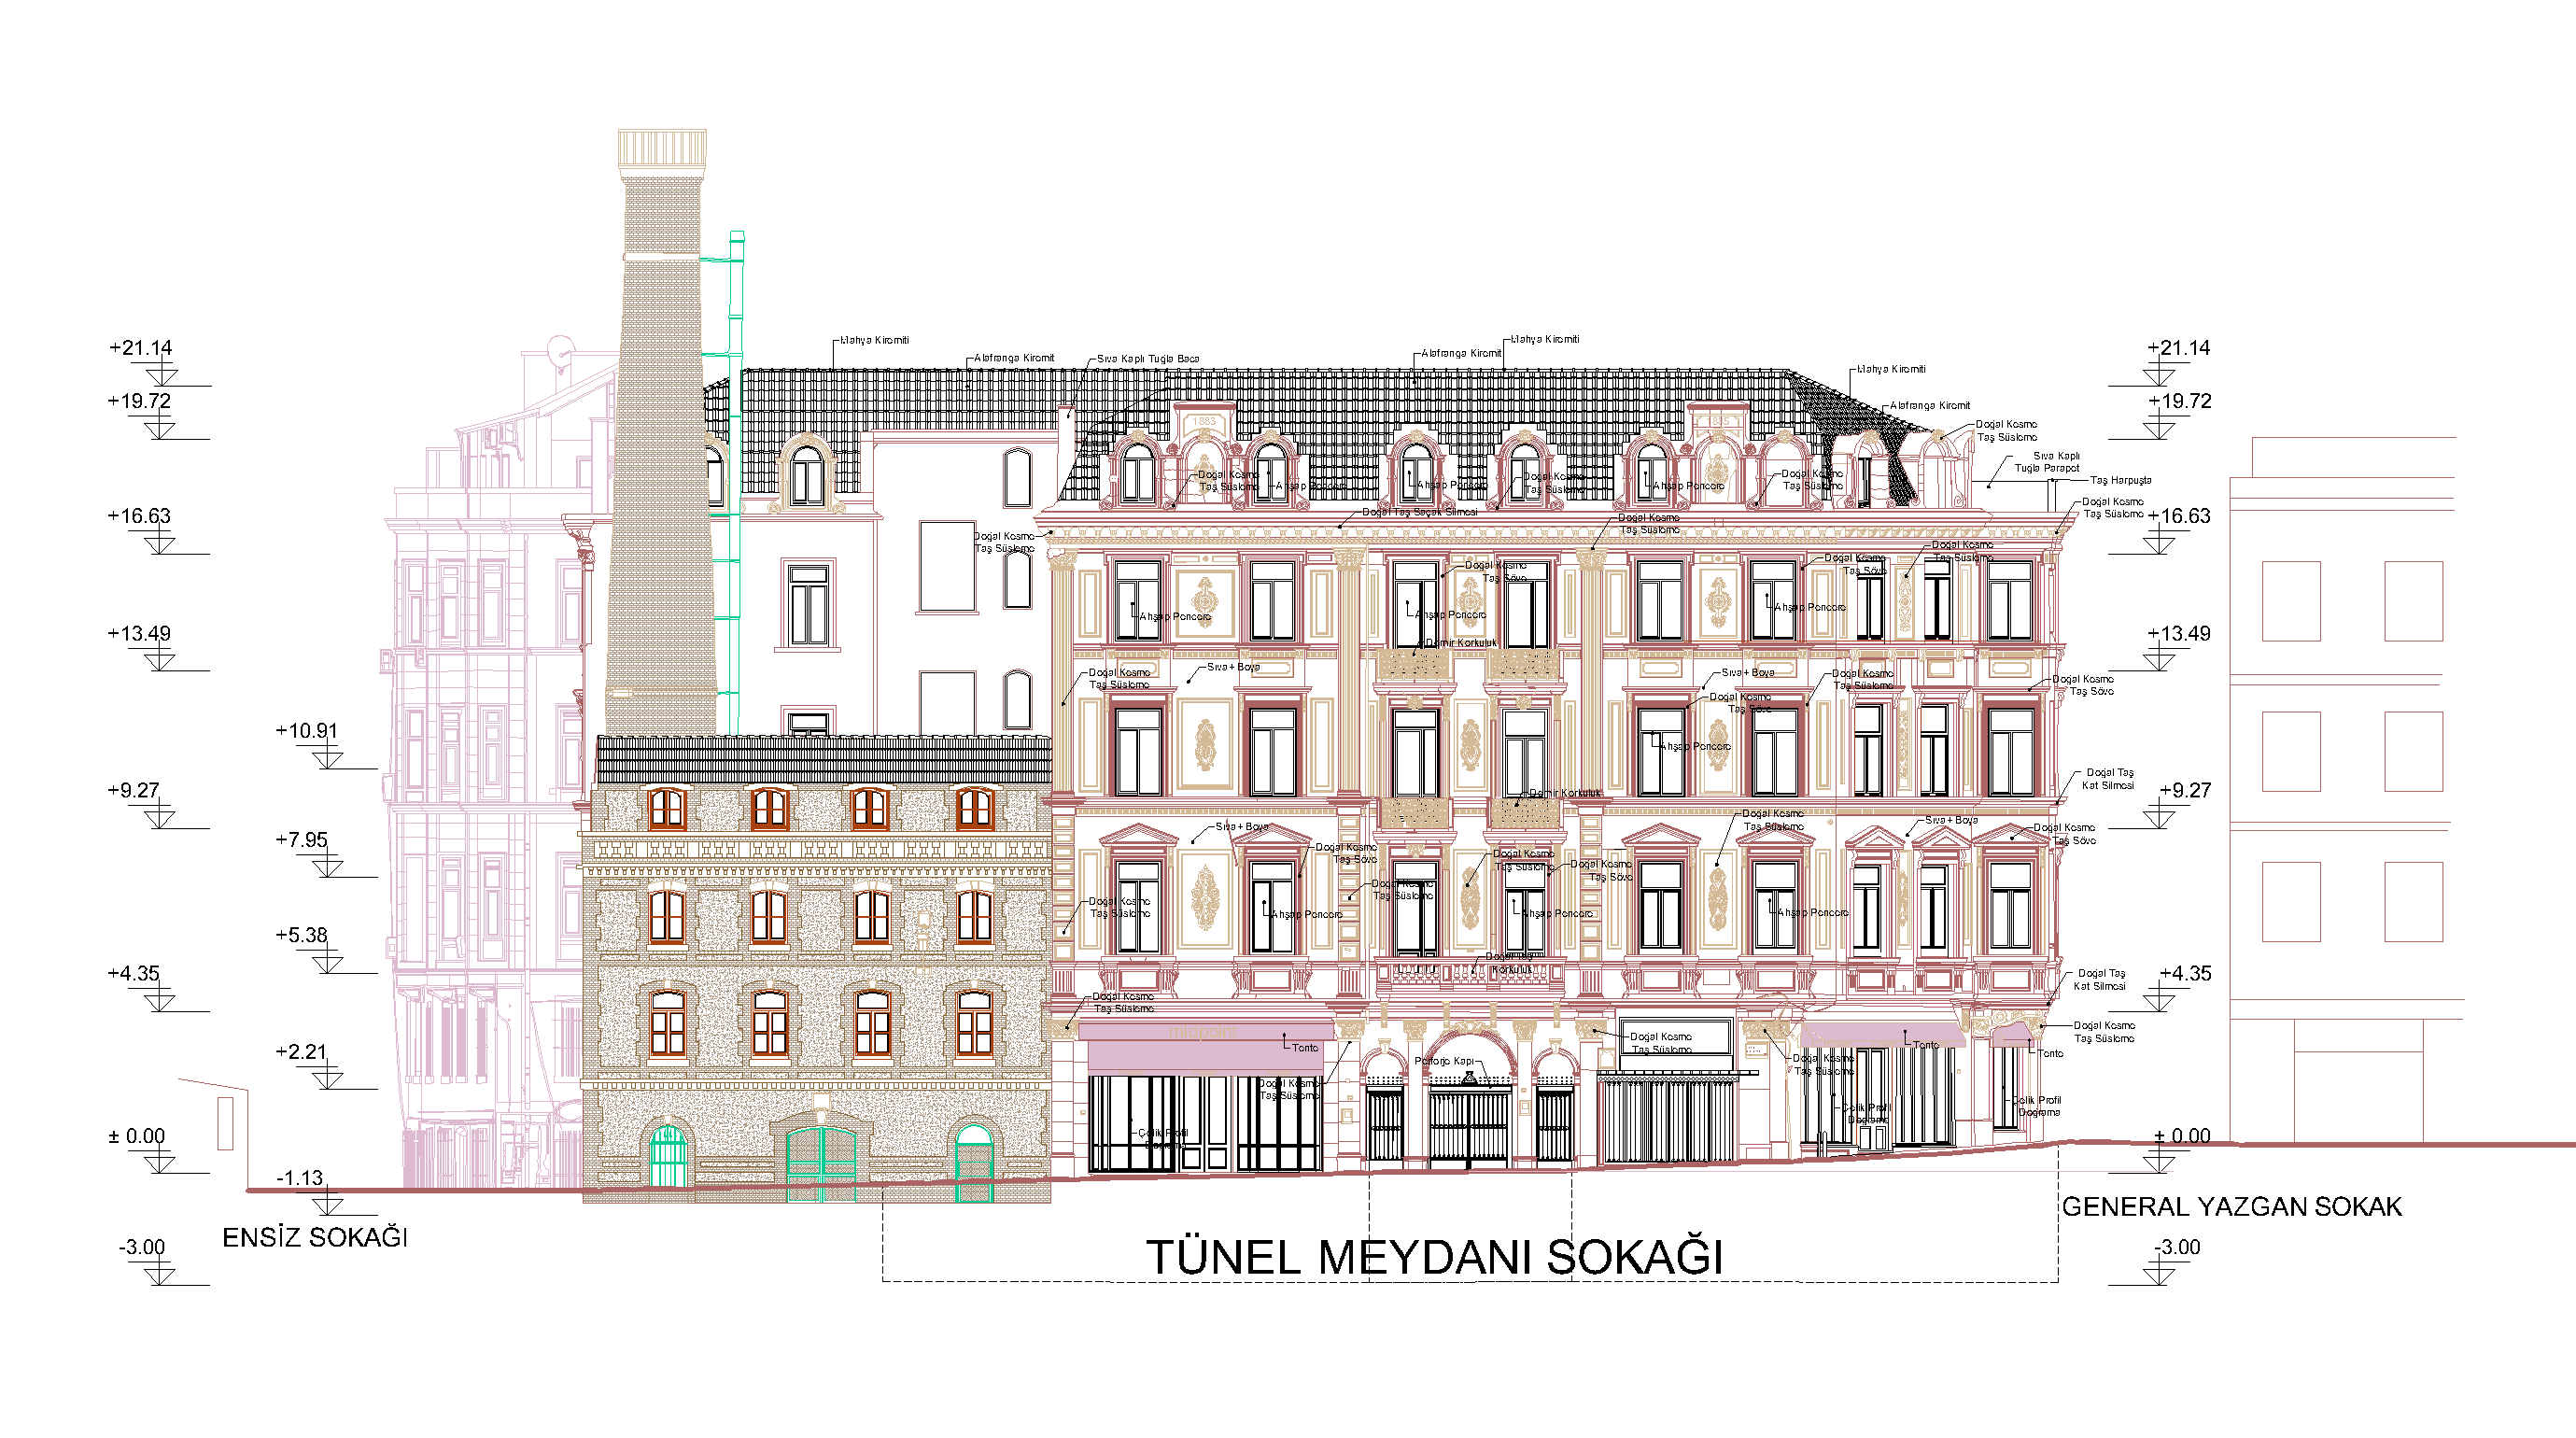 +21.14
+19.72
+16.63
+13.49
+10.91
+9.27
+7.95
+5.38
+4.35
+2.21
± 0.00
-1.13
-3.00
ENSİZ SOKAĞI
Mahya Kiremiti
Alafranga Kiremit
Sıva Kaplı Tuğla Baca
Alafranga Kiremit
Mahya Kiremiti
Mahya Kiremiti
Alafranga Kiremit
Doğal Kesme
Taş Süsleme
Sıva Kaplı
Tuğla Parapet
Taş Harpuşta
Doğal Kesme
Taş Süsleme
1883
Doğal Kesme
Taş Süsleme
Ahşap Pencere
Ahşap Pencere
Doğal Kesme
Taş Süsleme
Ahşap Pencere
Doğal Kesme
Taş Süsleme
Doğal Taş Saçak Silmesi
Doğal Kesme
Taş Süsleme
Doğal Kesme
Taş Süsleme
Doğal Kesme
Taş Söve
Doğal Kesme
Taş Söve
Doğal Kesme
Taş Süsleme
Ahşap Pencere
Ahşap Pencere
Ahşap Pencere
Demir Korkuluk
Doğal Kesme
Taş Süsleme
Sıva + Boya
Sıva + Boya
Doğal Kesme
Taş Söve
Doğal Kesme
Taş Süsleme
Doğal Kesme
Taş Söve
Ahşap Pencere
Demir Korkuluk
Doğal Taş
Kat Silmesi
Sıva + Boya
Doğal Kesme
Taş Süsleme
Sıva + Boya
Doğal Kesme
Taş Söve
Doğal Kesme
Taş Söve
Doğal Kesme
Taş Süsleme
Doğal Kesme
Taş Söve
Doğal Kesme
Taş Süsleme
Doğal Kesme
Taş Süsleme
Ahşap Pencere
Ahşap Pencere
Ahşap Pencere
Doğal Taş
Korkuluk
Doğal Taş
Kat Silmesi
Doğal Kesme
Taş Süsleme
midpoint
Tente
Ferforje Kapı
Doğal Kesme
Taş Süsleme
Doğal Kesme
Taş Süsleme
Doğal Kesme
Taş Süsleme
Tente
Tente
Doğal Kesme
Taş Süsleme
Çelik Profil
Doğrama
Çelik Profil
Doğrama
Çelik Profil
Doğrama
TÜNEL MEYDANI SOKAĞI
+21.14
+19.72
+16.63
+13.49
+9.27
+4.35
± 0.00
GENERAL YAZGAN SOKAK
-3.00